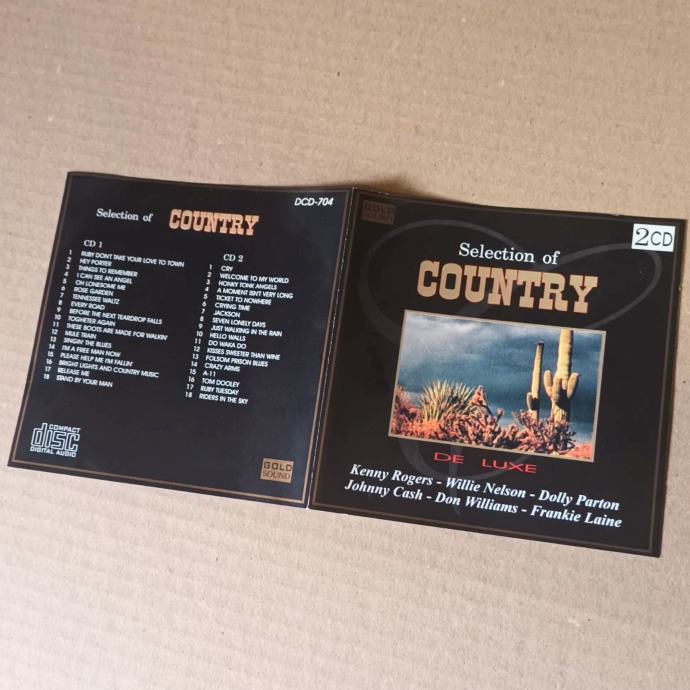 DCD-704
Selection of COUNTRY
CD 1
1 RUBY DON'T TAKE YOUR LOVE TO TOWN
2 HEY PORTER
3 THINGS TO REMEMBER
4 I CAN SEE AN ANGEL
5 OH LONESOME ME
6 ROSE GARDEN
7 TENNESSEE WALTZ
8 EVERY ROAD
9 BEFORE THE NEXT TEARDROP FALLS
10 TOGHETER AGAIN
11 THESE BOOTS ARE MADE FOR WALKIN'
12 MULE TRAIN
13 SINGIN' THE BLUES
14 I'M A FREE MAN NOW
15 PLEASE HELP ME I'M FALLIN'
16 BRIGHT LIGHTS AND COUNTRY MUSIC
17 RELEASE ME
18 STAND BY YOUR MAN
CD 2
1 CRY
2 WELCOME TO MY WORLD
3 HONKY TONK ANGELS
4 A MOMENT ISN'T VERY LONG
5 TICKET TO NOWHERE
6 CRYING TIME
7 JACKSON
8 SEVEN LONELY DAYS
9 JUST WALKING IN THE RAIN
10 HELLO WALLS
11 DO WAKA DO
12 KISSES SWEETER THAN WINE
13 FOLSOM PRISON BLUES
14 CRAZY ARMS
15 A-11
16 TOM DOOLEY
17 RUBY TUESDAY
18 RIDERS IN THE SKY
COMPACT
disc
DIGITAL AUDIO
GOLD
SOUND
GOLD
SOUND
2CD
Selection of
COUNTRY
DE LUXE
Kenny Rogers - Willie Nelson - Dolly Parton
Johnny Cash - Don Williams - Frankie Laine